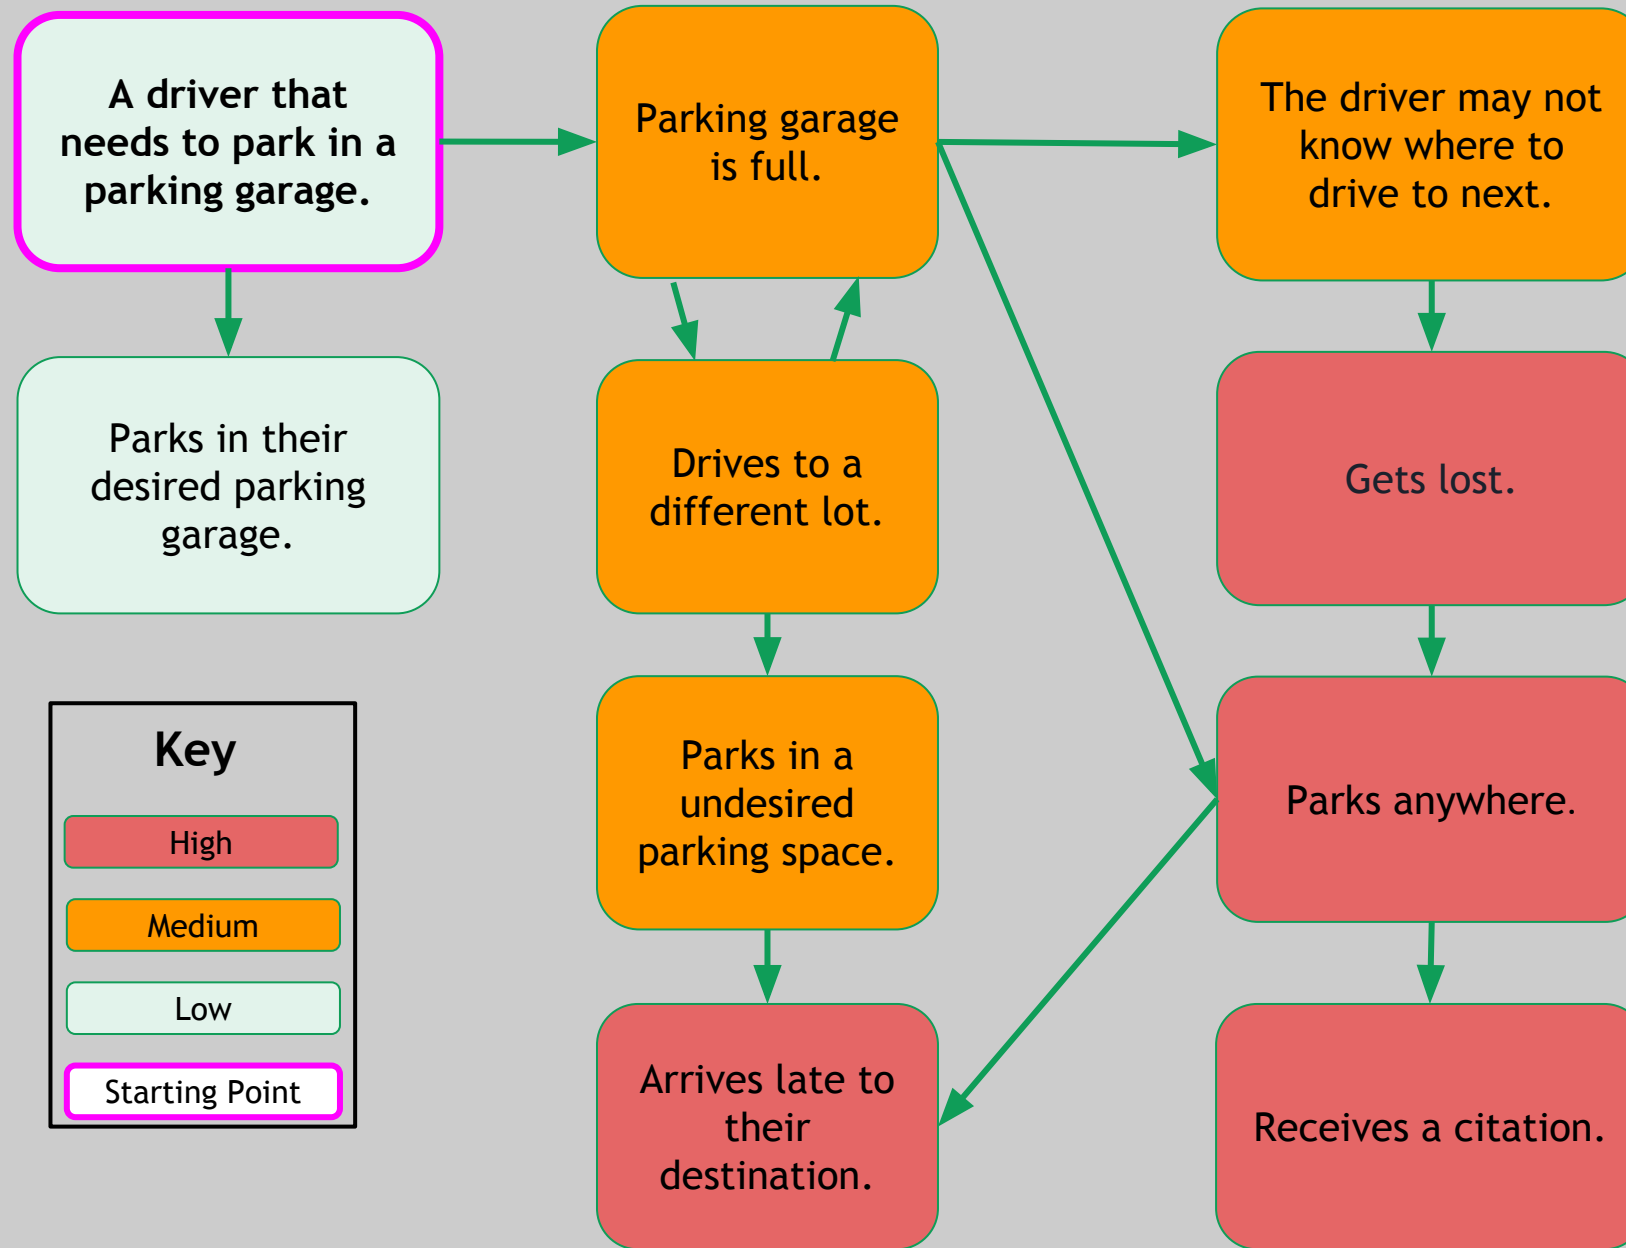 A driver that
needs to park in a
parking garage.
Parking garage
is full.
The driver may not
know where to
drive to next.
Parks in their
desired parking
garage.
Drives to a
different lot.
Gets lost.
Parks in a
undesired
parking space.
Parks anywhere.
Arrives late to
their
destination.
Receives a citation.
Key
High
Medium
Low
Starting Point